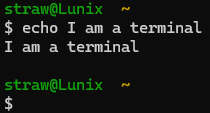 straw@Lunix ~
$ echo I am a terminal
I am a terminal
straw@Lunix ~
$